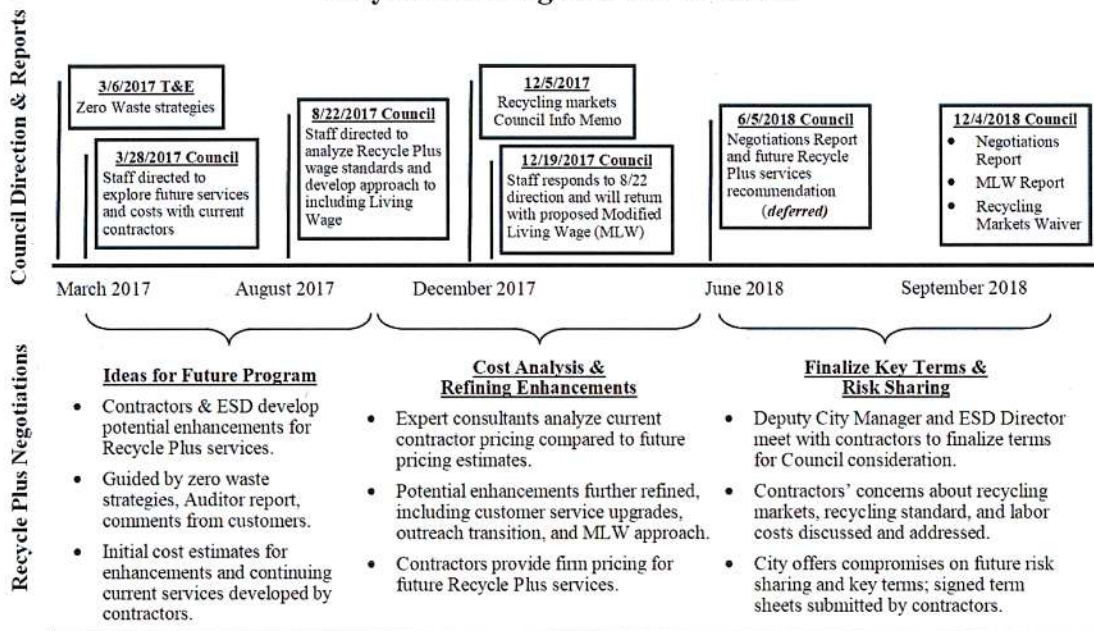 Council Direction & Reports
3/6/2017 T&E
Zero Waste strategies
3/28/2017 Council
Staff directed to
explore future services
and costs with current
contractors
8/22/2017 Council
Staff directed to
analyze Recycle Plus
wage standards and
develop approach to
including Living
Wage
12/5/2017
Recycling markets
Council Info Memo
12/19/2017 Council
Staff responds to 8/22
direction and will return
with proposed Modified
Living Wage (MLW)
6/5/2018 Council
Negotiations Report
and future Recycle
Plus services
recommendation
(deferred)
12/4/2018 Council
• Negotiations
Report
• MLW Report
• Recycling
Markets Waiver
March 2017
August 2017
December 2017
June 2018
September 2018
Recycle Plus Negotiations
Ideas for Future Program
• Contractors & ESD develop
potential enhancements for
Recycle Plus services.
• Guided by zero waste
strategies, Auditor report,
comments from customers.
• Initial cost estimates for
enhancements and continuing
current services developed by
contractors.
Cost Analysis &
Refining Enhancements
• Expert consultants analyze current
contractor pricing compared to future
pricing estimates.
• Potential enhancements further refined,
including customer service upgrades,
outreach transition, and MLW approach.
• Contractors provide firm pricing for
future Recycle Plus services.
Finalize Key Terms &
Risk Sharing
• Deputy City Manager and ESD Director
meet with contractors to finalize terms
for Council consideration.
• Contractors' concerns about recycling
markets, recycling standard, and labor
costs discussed and addressed.
• City offers compromises on future risk
sharing and key terms; signed term
sheets submitted by contractors.